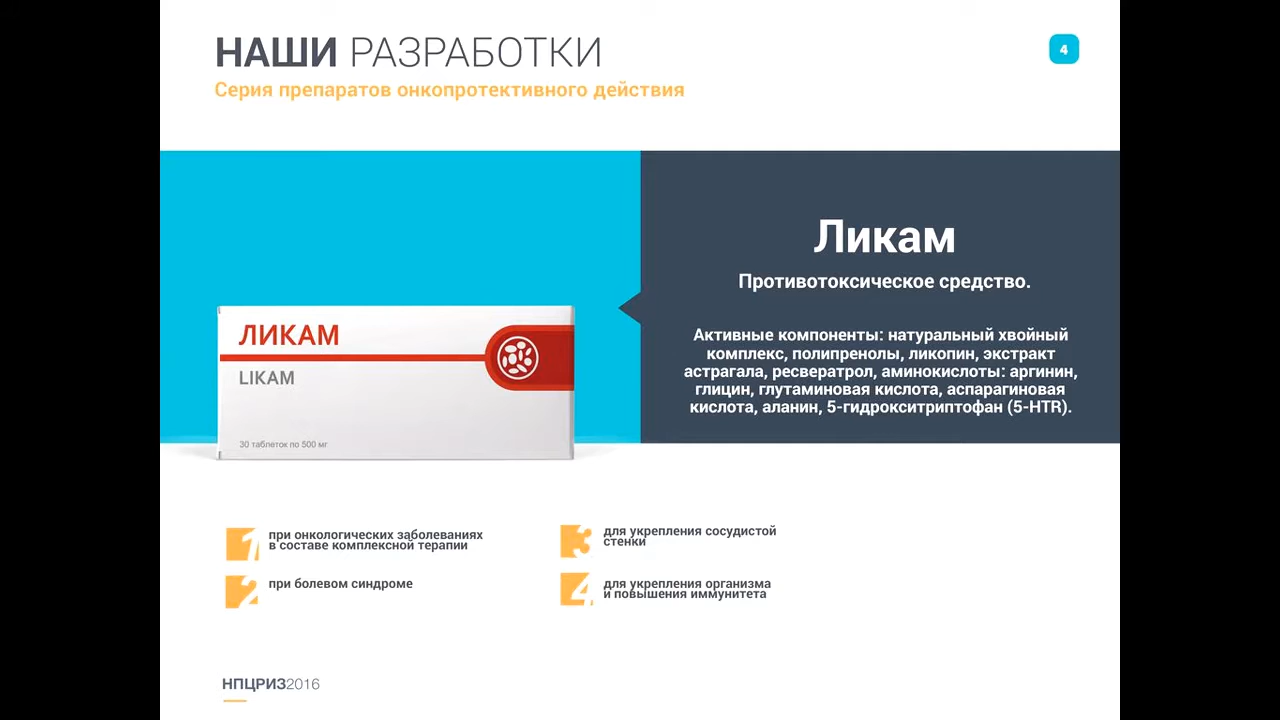 НАШИ РАЗРАБОТКИ
4
Серия препаратов онкопротективного действия
Ликам
Противотоксическое средство.
Активные компоненты: натуральный хвойный
комплекс, полипренолы, ликопин, экстракт
астрагала, ресвератрол, аминокислоты: аргинин,
глицин, глутаминовая кислота, аспарагиновая
кислота, аланин, 5-гидрокситриптофан (5-HTR).
ЛИКАМ
LIKAM
30 таблеток по 500 мг
1 при онкологических заболеваниях
в составе комплексной терапии
2 при болевом синдроме
3 для укрепления сосудистой
стенки
4 для укрепления организма
и повышения иммунитета
НПЦРИЗ2016